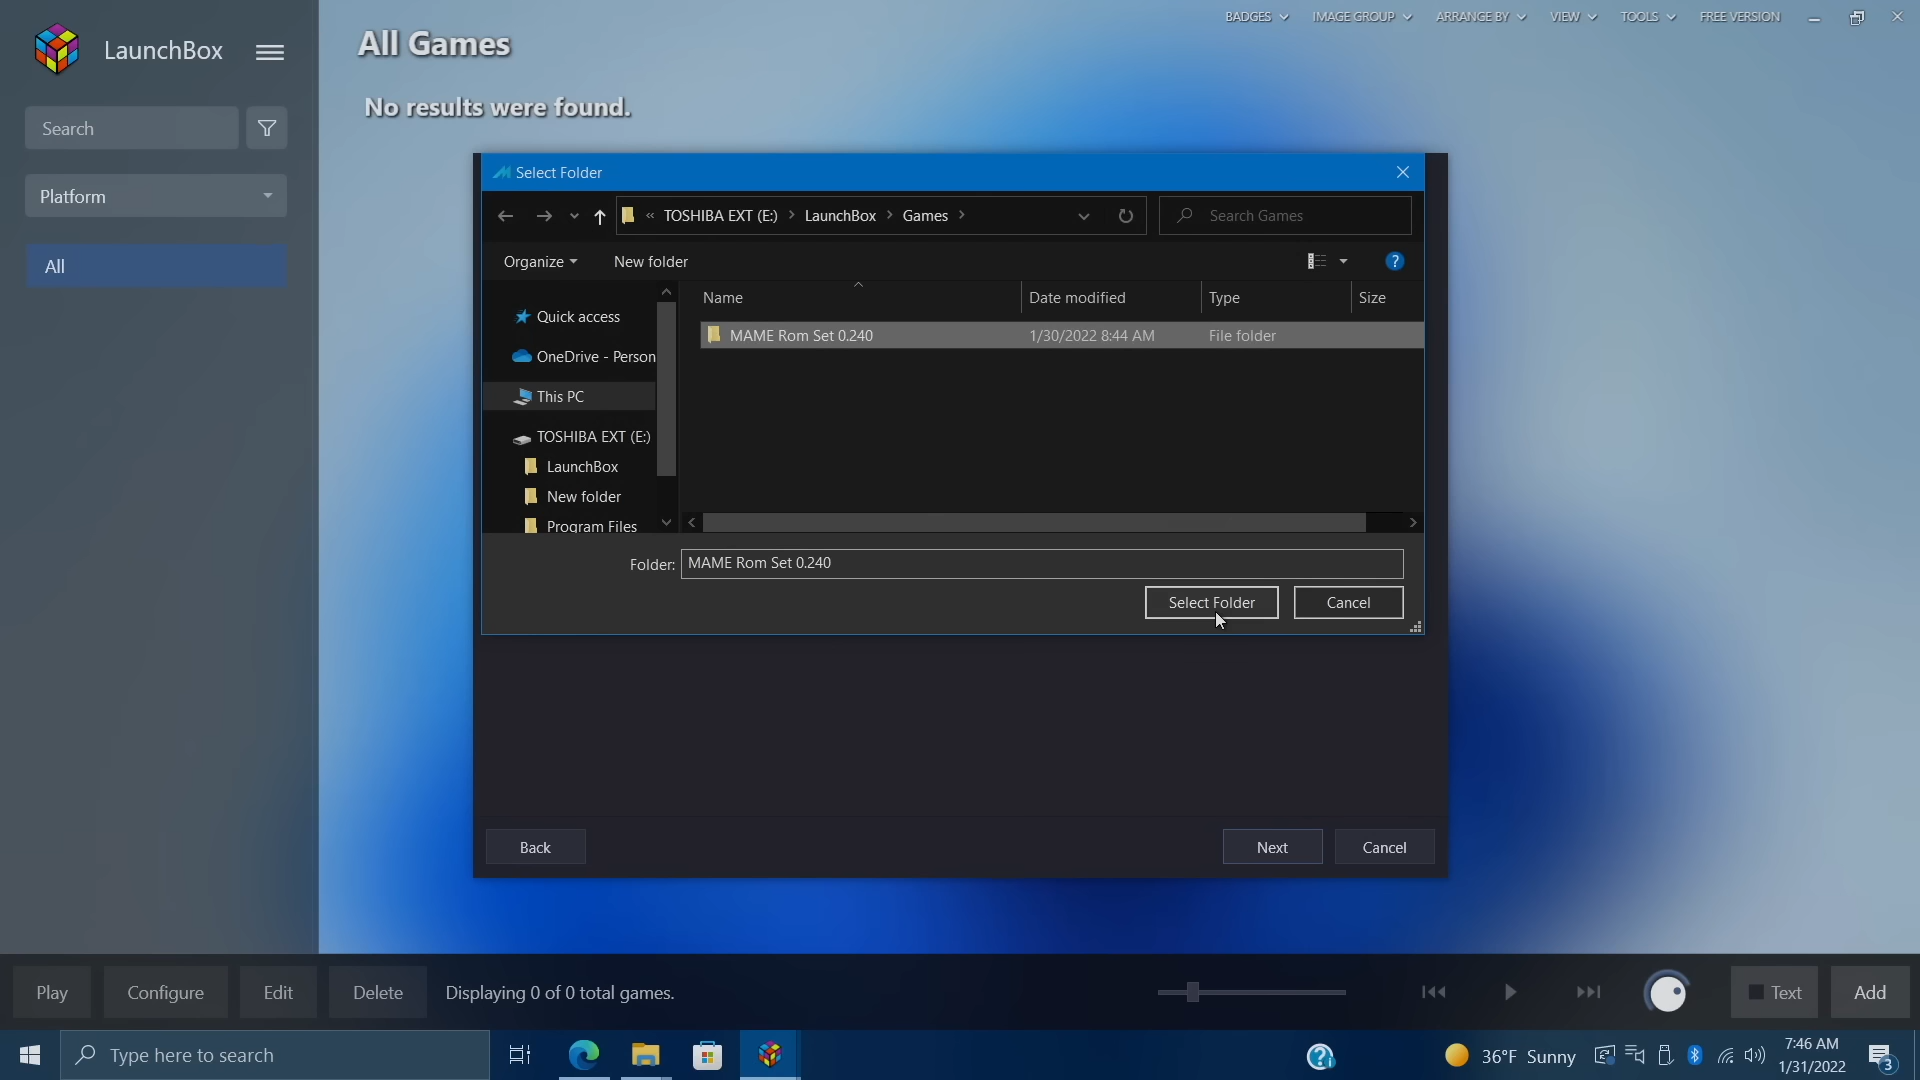 LaunchBox
Search
Platform
All
All Games
BADGES
IMAGE GROUP
ARRANGE BY
VIEW
TOOLS
FREE VERSION
No results were found.
Select Folder
« TOSHIBA EXT (E:) > LaunchBox > Games >
Search Games
Organize
New folder
?
Name
Date modified
Type
Size
MAME Rom Set 0.240
1/30/2022 8:44 AM
File folder
Quick access
OneDrive - Person
This PC
TOSHIBA EXT (E:)
LaunchBox
New folder
Program Files
Folder:
MAME Rom Set 0.240
Select Folder
Cancel
Back
Next
Cancel
Play
Configure
Edit
Delete
Displaying 0 of 0 total games.
Text
Add
Type here to search
36°F Sunny
7:46 AM
1/31/2022
3